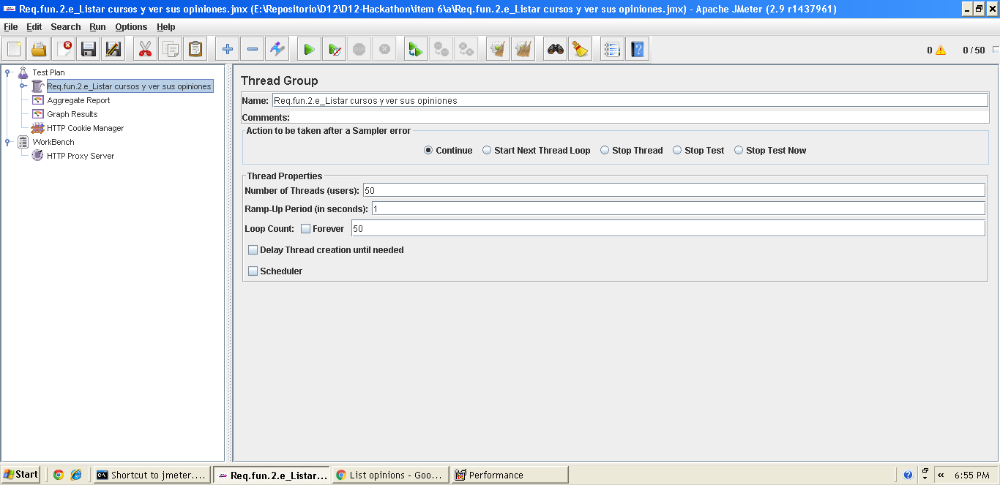 Req.fun.2.e_Listar cursos y ver sus opiniones.jmx (E:\Repositorio\D12\D12-Hackathon\item 6\a\Req.fun.2.e_Listar cursos y ver sus opiniones.jmx) - Apache JMeter (2.9 r1437961)
File Edit Search Run Options Help
0 0 / 50
Test Plan
Req.fun.2.e_Listar cursos y ver sus opiniones
Aggregate Report
Graph Results
HTTP Cookie Manager
WorkBench
HTTP Proxy Server
Thread Group
Name: Req.fun.2.e_Listar cursos y ver sus opiniones
Comments:
Action to be taken after a Sampler error
Continue Start Next Thread Loop Stop Thread Stop Test Stop Test Now
Thread Properties
Number of Threads (users): 50
Ramp-Up Period (in seconds): 1
Loop Count: Forever 50
Delay Thread creation until needed
Scheduler
Start Shortcut to jmeter.... Req.fun.2.e_Listar... List opinions - Goo... Performance « 6:55 PM